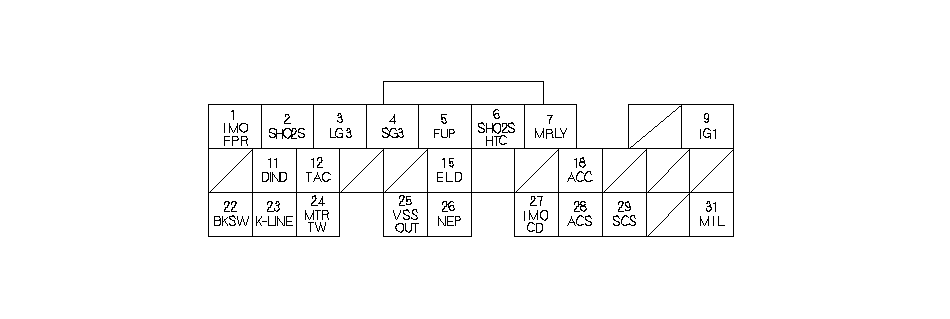 1
IMO
FPR
2
SHO2S
3
LG3
4
SG3
5
FUP
6
SHO2S
HTC
7
MRLY
9
IG1
11
DIND
12
TAC
15
ELD
18
ACC
22
BKSW
23
K-LINE
24
MTR
TW
25
VSS
OUT
26
NEP
27
IMO
CD
28
ACS
29
SCS
31
MIL